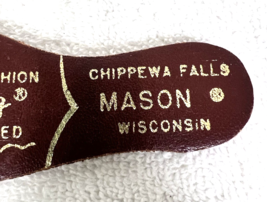 HION
®
ED
CHIPPEWA FALLS
MASON ®
WISCONSIN